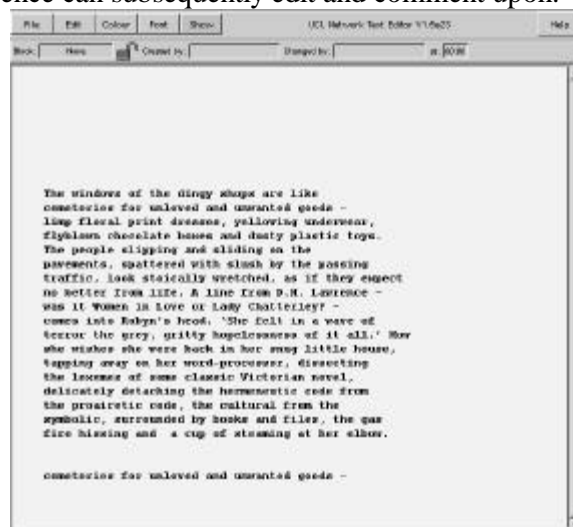 ence can subsequently edit and comment upon.
File Edit Colour Font Show UCL Network Text Editor Help
Block: None Created by: Changed by: at: 00:00
The windows of the dingy shops are like
cemeteries for unloved and unwanted goods -
limp floral print dresses, yellowing underwear,
flyblown chocolate boxes and dusty plastic toys.
The people slipping and sliding on the
pavements, spattered with slush by the passing
traffic, look stoically wretched, as if they expect
no better from life. A line from D.H. Lawrence -
was it Women in Love or Lady Chatterley? -
comes into Robyn's head. 'She felt in a wave of
terror the grey, gritty hopelessness of it all.' How
she wishes she were back in her snug little house,
tapping away on her word-processor, dissecting
the lexemes of some classic Victorian novel,
delicately detaching the hermeneutic code from
the proairetic code, the cultural from the
symbolic, surrounded by books and files, the gas
fire hissing and a cup of steaming at her elbow.
cemeteries for unloved and unwanted goods -